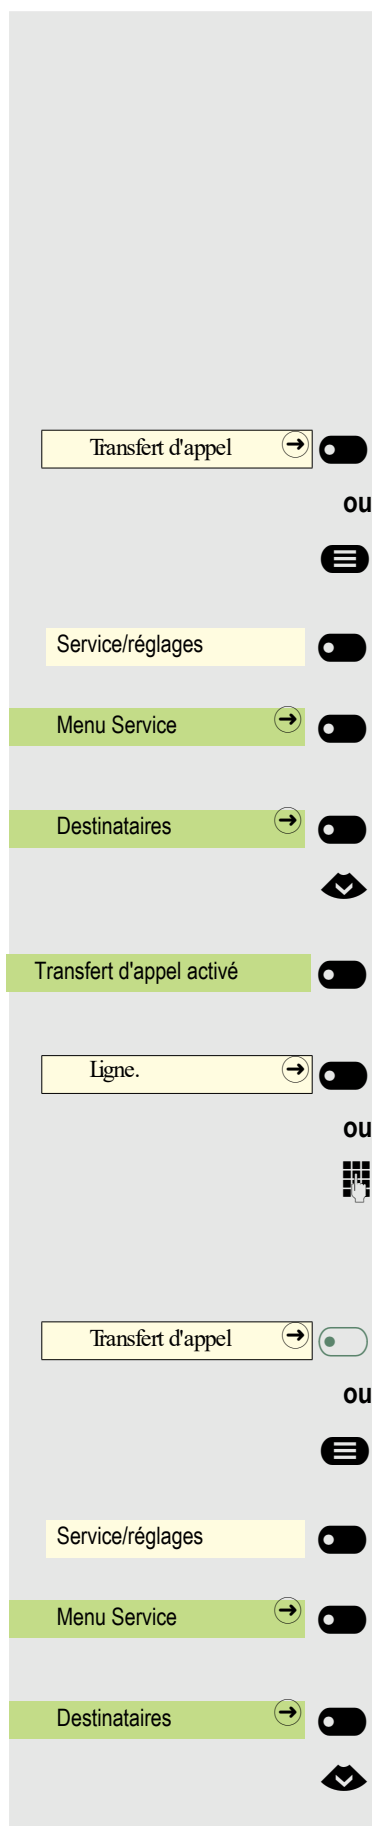 Transfert d'appel
ou
Service/réglages
Menu Service
Destinataires
Transfert d'appel activé
Ligne.
ou
Transfert d'appel
ou
Service/réglages
Menu Service
Destinataires